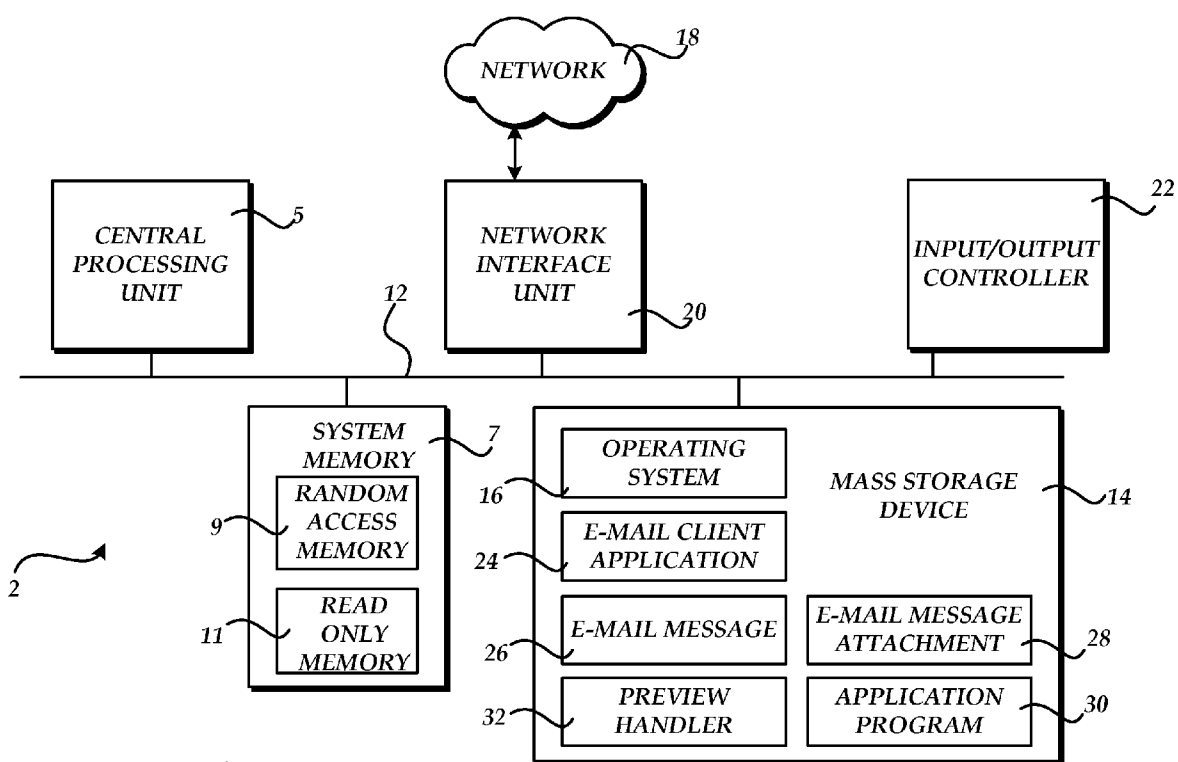 18
NETWORK
5
CENTRAL
PROCESSING
UNIT
NETWORK
INTERFACE
UNIT
20
22
INPUT/OUTPUT
CONTROLLER
12
SYSTEM
MEMORY
7
RANDOM
ACCESS
MEMORY
9
READ
ONLY
MEMORY
11
2
OPERATING
SYSTEM
16
MASS STORAGE
DEVICE
14
E-MAIL CLIENT
APPLICATION
24
E-MAIL MESSAGE
26
E-MAIL MESSAGE
ATTACHMENT
28
PREVIEW
HANDLER
32
APPLICATION
PROGRAM
30